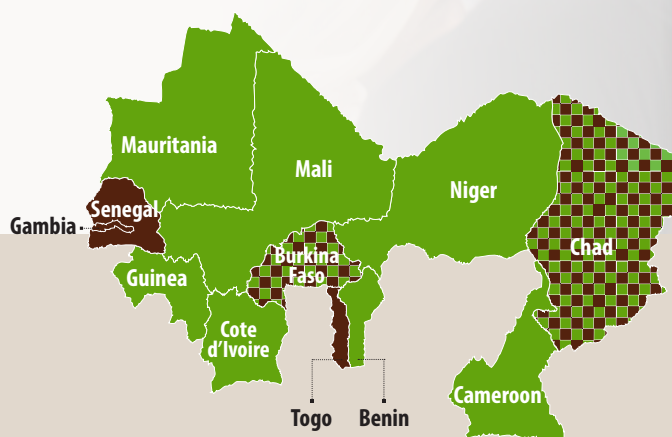 Mauritania
Mali
Niger
Senegal
Gambia
Chad
Burkina
Faso
Guinea
Cote
d’Ivoire
Cameroon
Togo
Benin